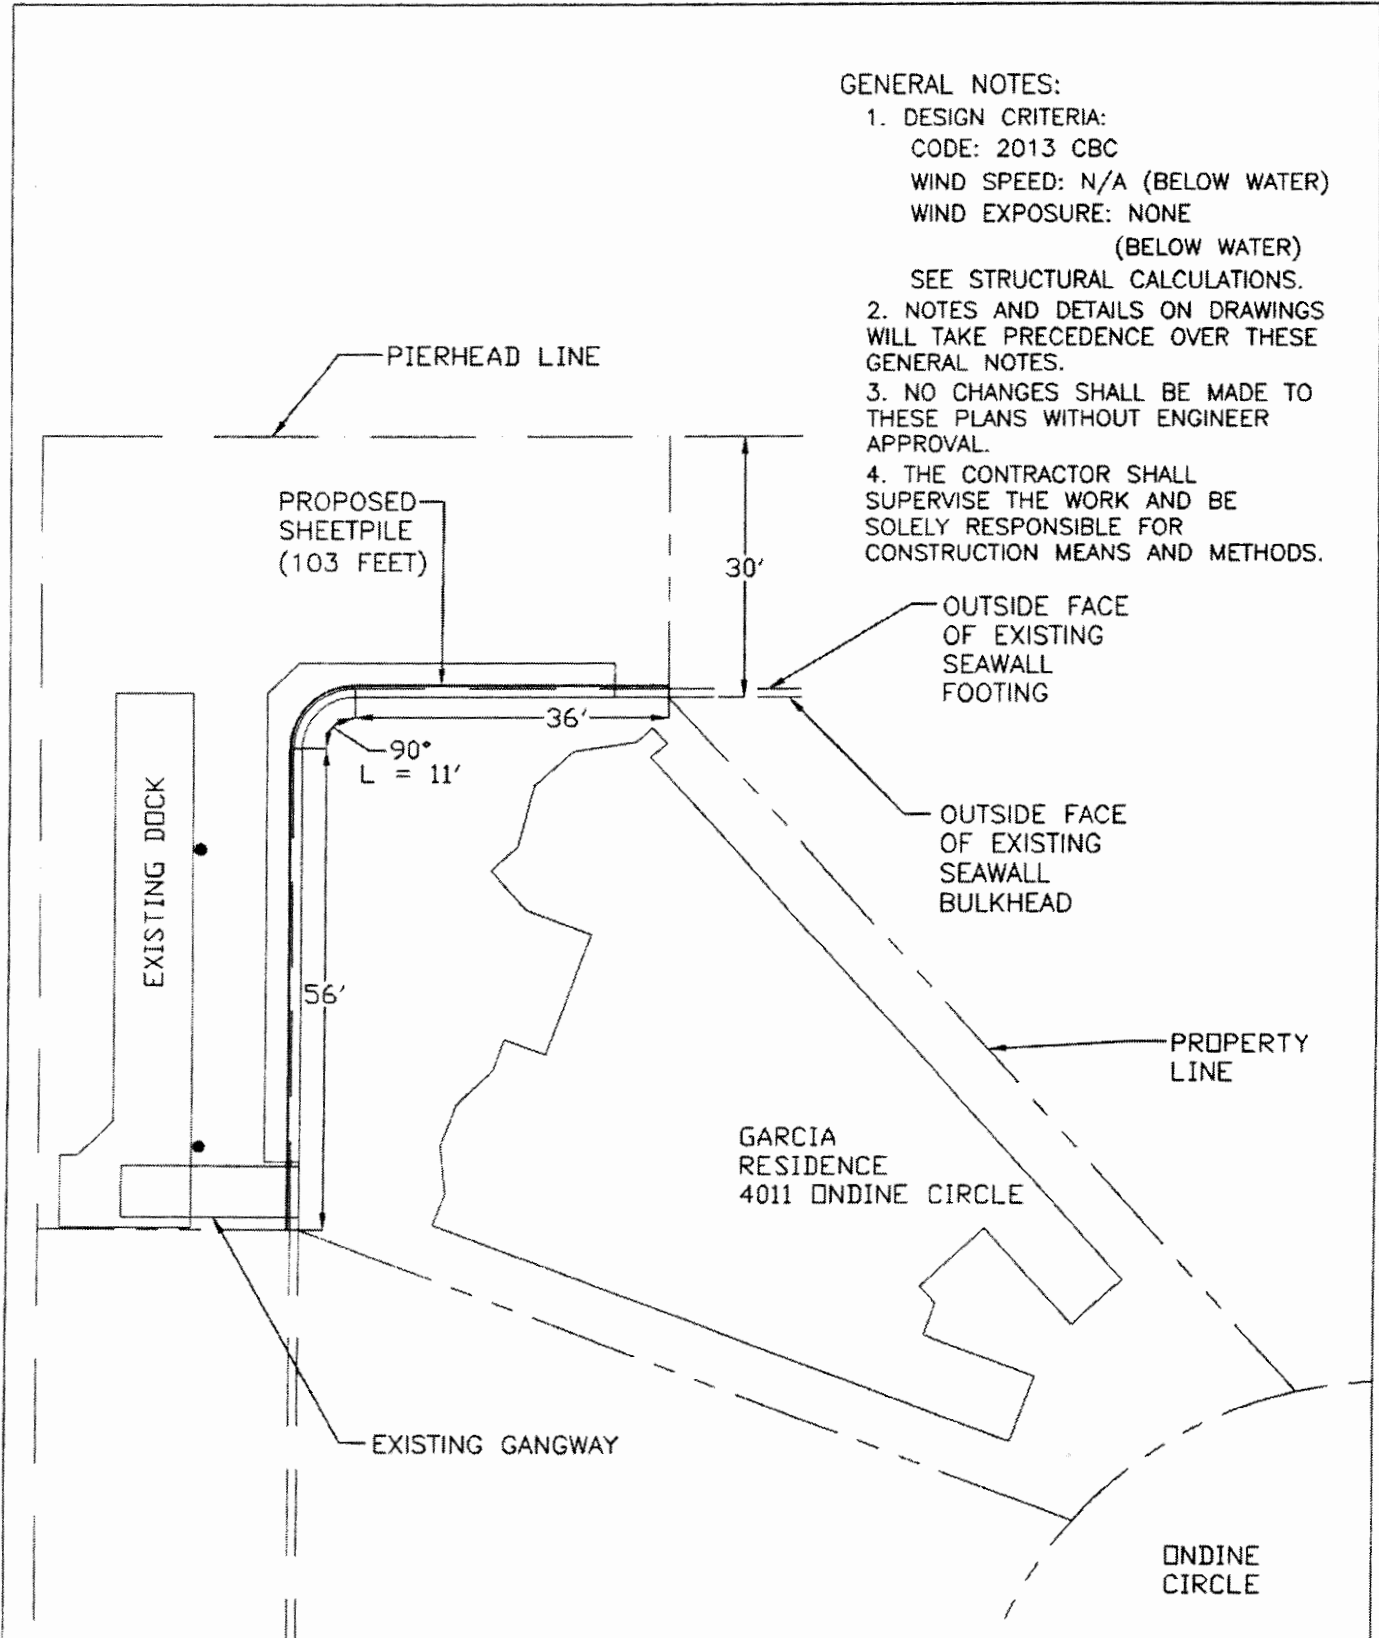 GENERAL NOTES:
1. DESIGN CRITERIA:
CODE: 2013 CBC
WIND SPEED: N/A (BELOW WATER)
WIND EXPOSURE: NONE
(BELOW WATER)
SEE STRUCTURAL CALCULATIONS.
2. NOTES AND DETAILS ON DRAWINGS
WILL TAKE PRECEDENCE OVER THESE
GENERAL NOTES.
3. NO CHANGES SHALL BE MADE TO
THESE PLANS WITHOUT ENGINEER
APPROVAL.
4. THE CONTRACTOR SHALL
SUPERVISE THE WORK AND BE
SOLELY RESPONSIBLE FOR
CONSTRUCTION MEANS AND METHODS.
PIERHEAD LINE
PROPOSED
SHEETPILE
(103 FEET)
30'
OUTSIDE FACE
OF EXISTING
SEAWALL
FOOTING
36'
90°
L = 11'
EXISTING DOCK
OUTSIDE FACE
OF EXISTING
SEAWALL
BULKHEAD
56'
PROPERTY
LINE
GARCIA
RESIDENCE
4011 ONDINE CIRCLE
EXISTING GANGWAY
ONDINE
CIRCLE